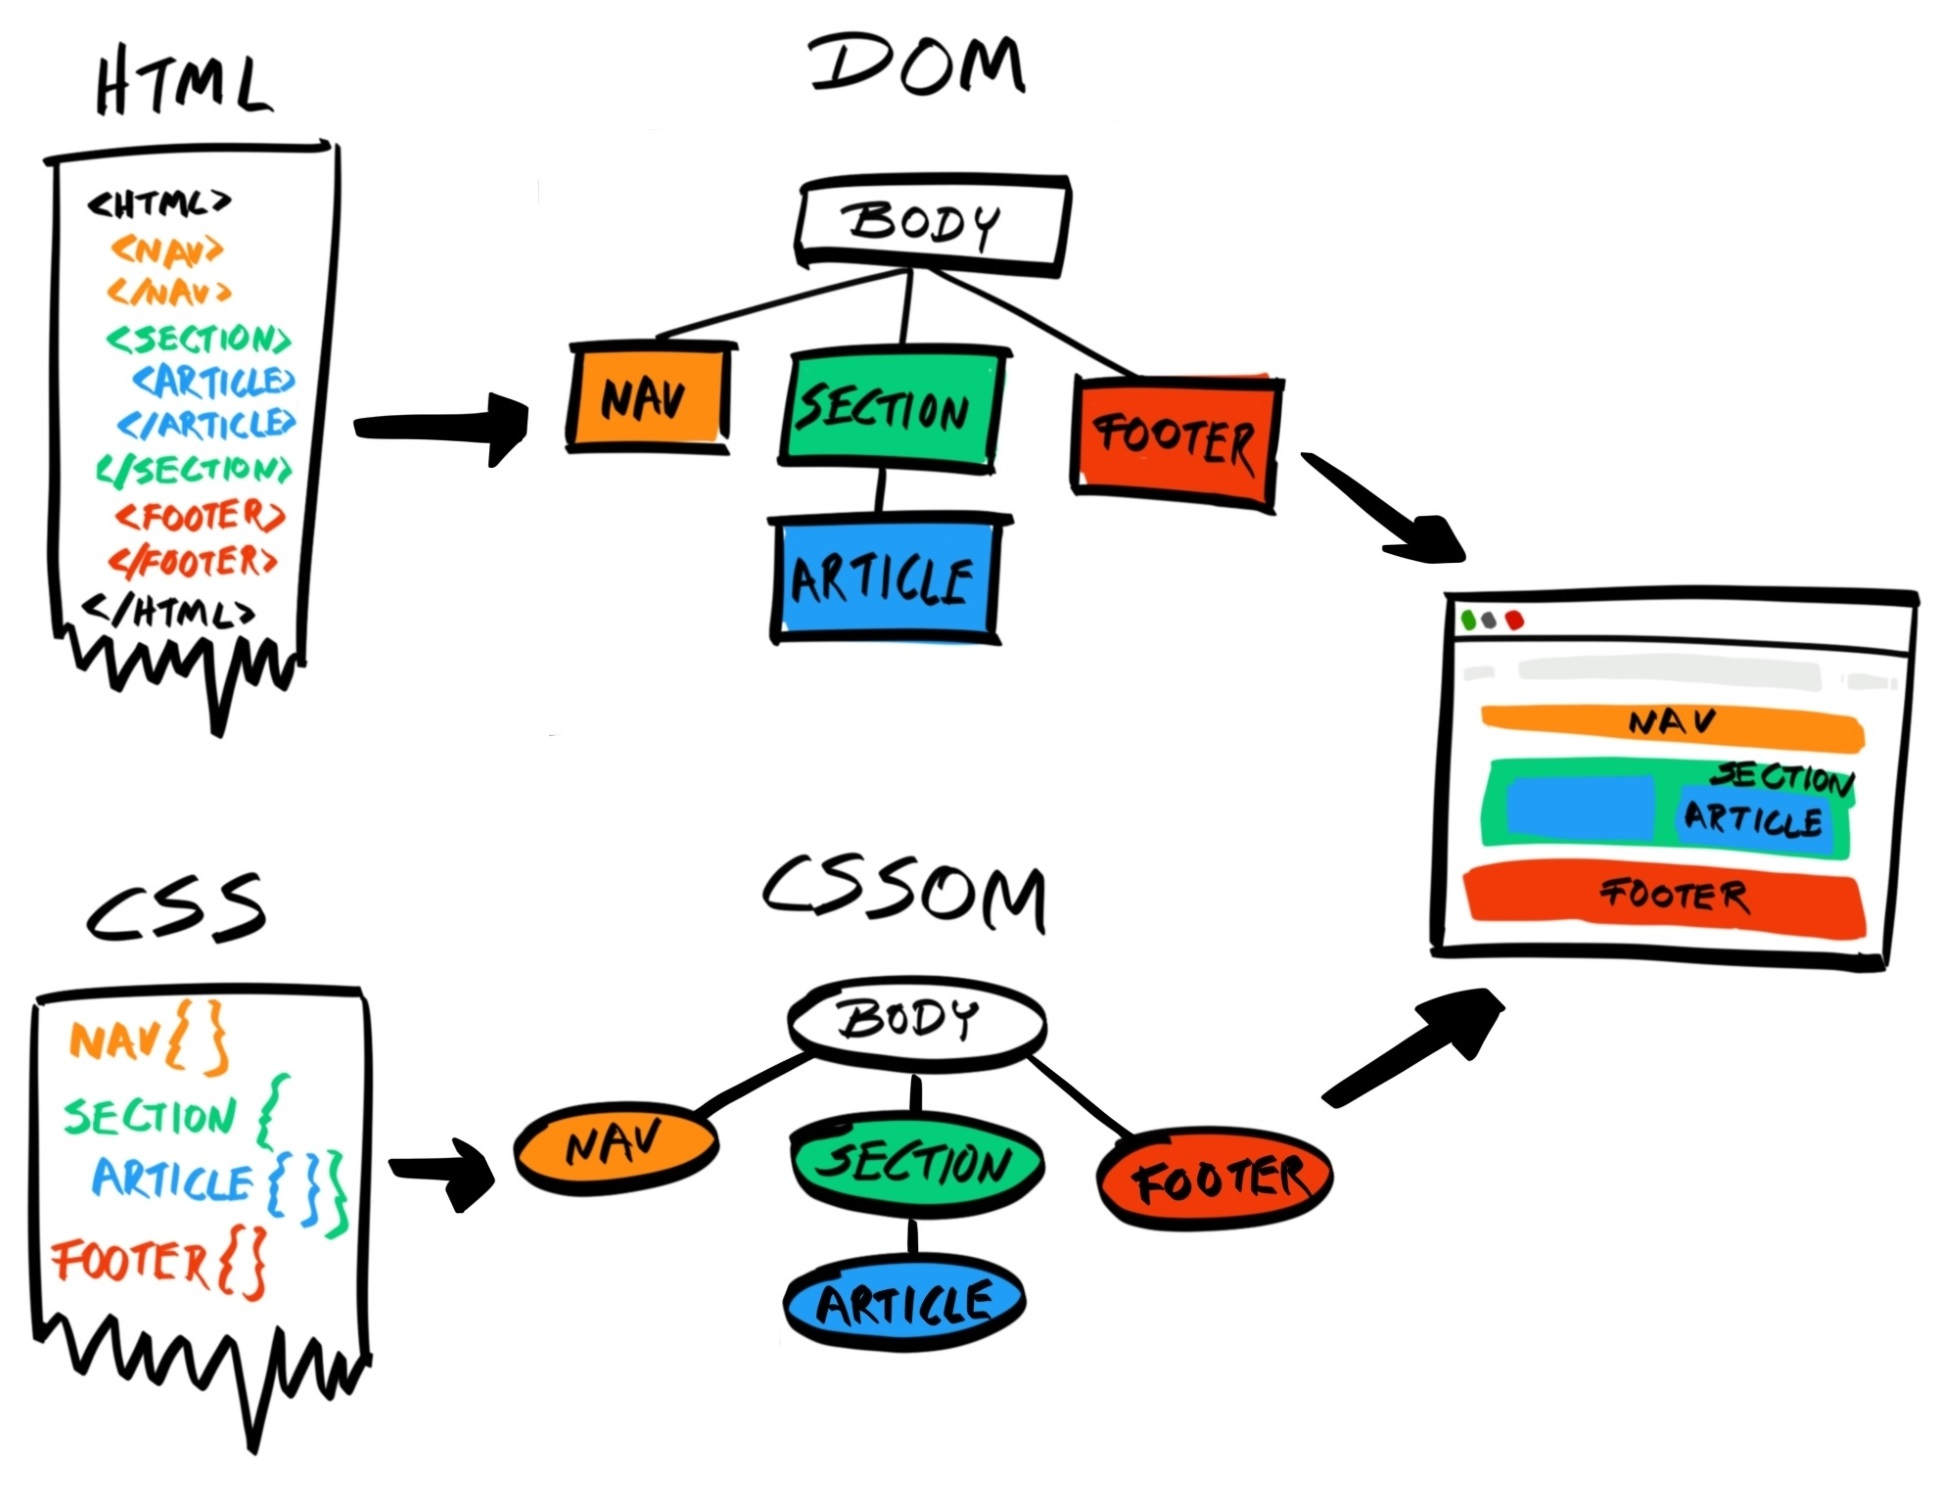 HTML
<HTML>
<NAV>
</NAV>
<SECTION>
<ARTICLE>
</ARTICLE>
</SECTION>
<FOOTER>
</FOOTER>
</HTML>
DOM
BODY
NAV
SECTION
FOOTER
ARTICLE
CSS
NAV{}
SECTION {
ARTICLE{}}
FOOTER{}
CSSOM
BODY
NAV
SECTION
FOOTER
ARTICLE
NAV
SECTION
ARTICLE
FOOTER